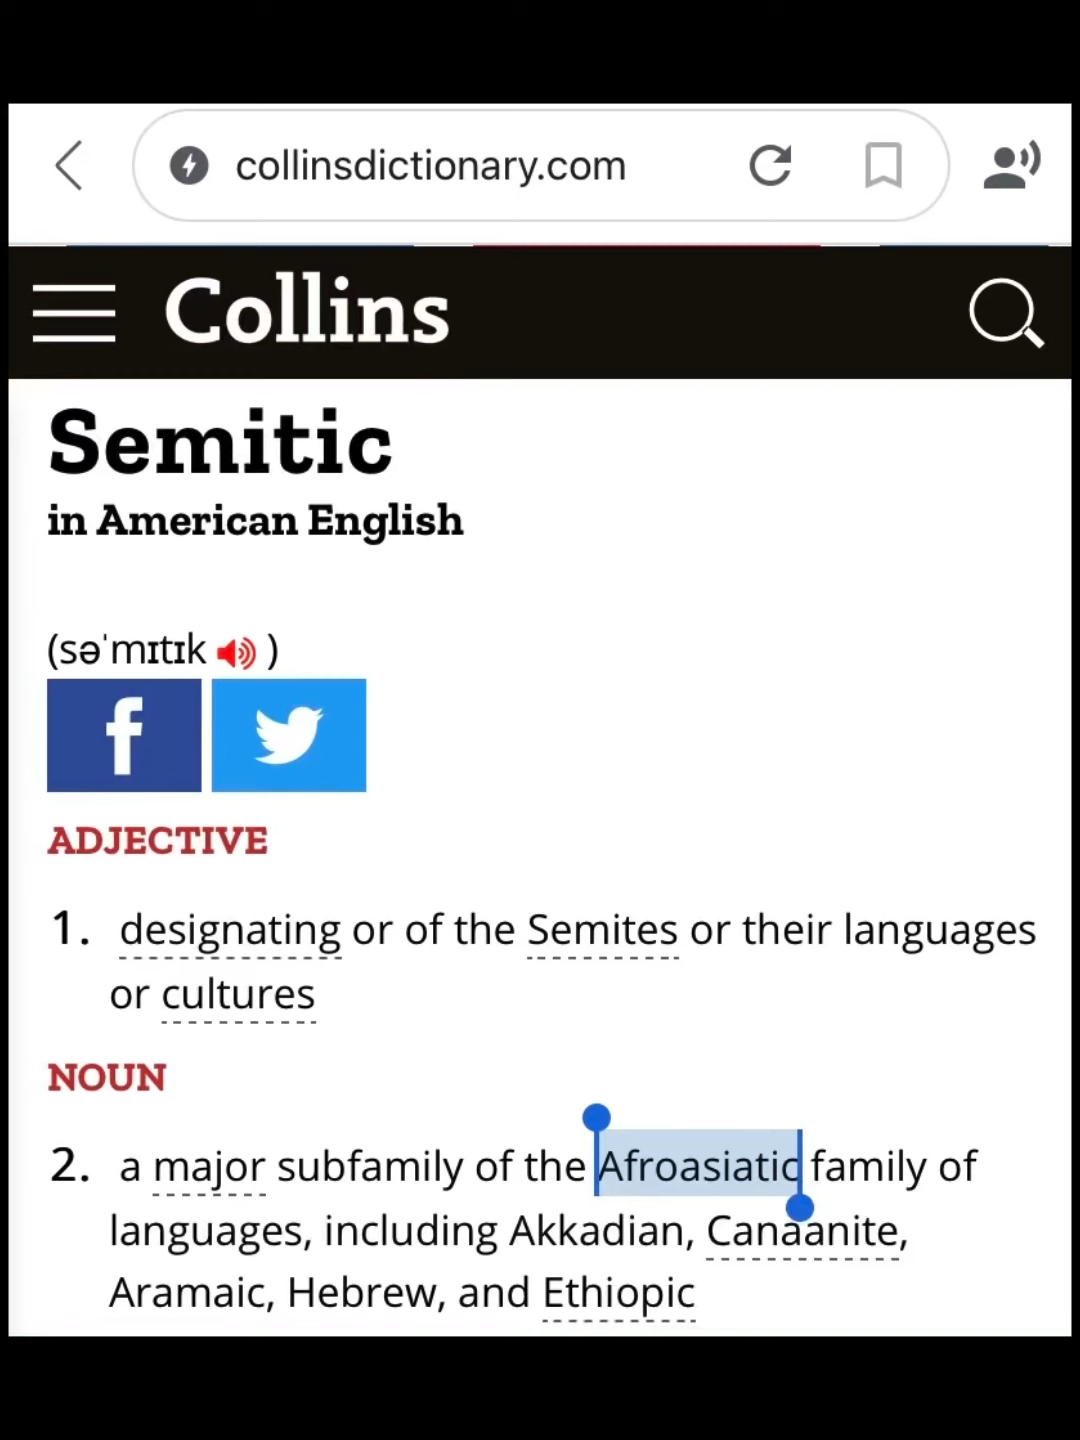 collinsdictionary.com
Collins
Semitic
in American English
(səˈmɪtɪk )
f
ADJECTIVE
1. designating or of the Semites or their languages
or cultures
NOUN
2. a major subfamily of the Afroasiatic family of
languages, including Akkadian, Canaanite,
Aramaic, Hebrew, and Ethiopic